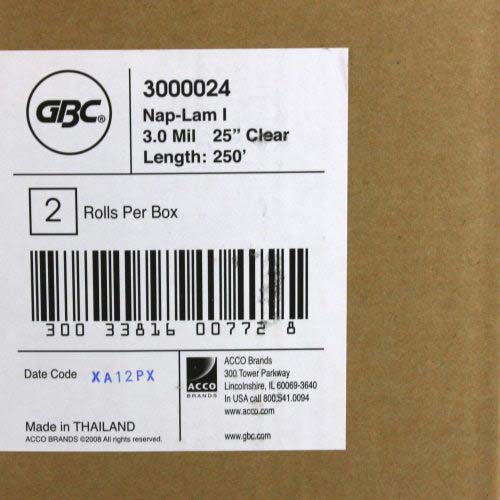 GBC®
3000024
Nap-Lam I
3.0 Mil 25” Clear
Length: 250’
2 Rolls Per Box
300 33816 00772 8
Date Code XA12PX
ACCO
BRANDS
ACCO Brands
300 Tower Parkway
Lincolnshire, IL 60069-3640
In USA call 800.541.0094
www.acco.com
www.gbc.com
Made in THAILAND
ACCO BRANDS ©2008 All rights reserved.